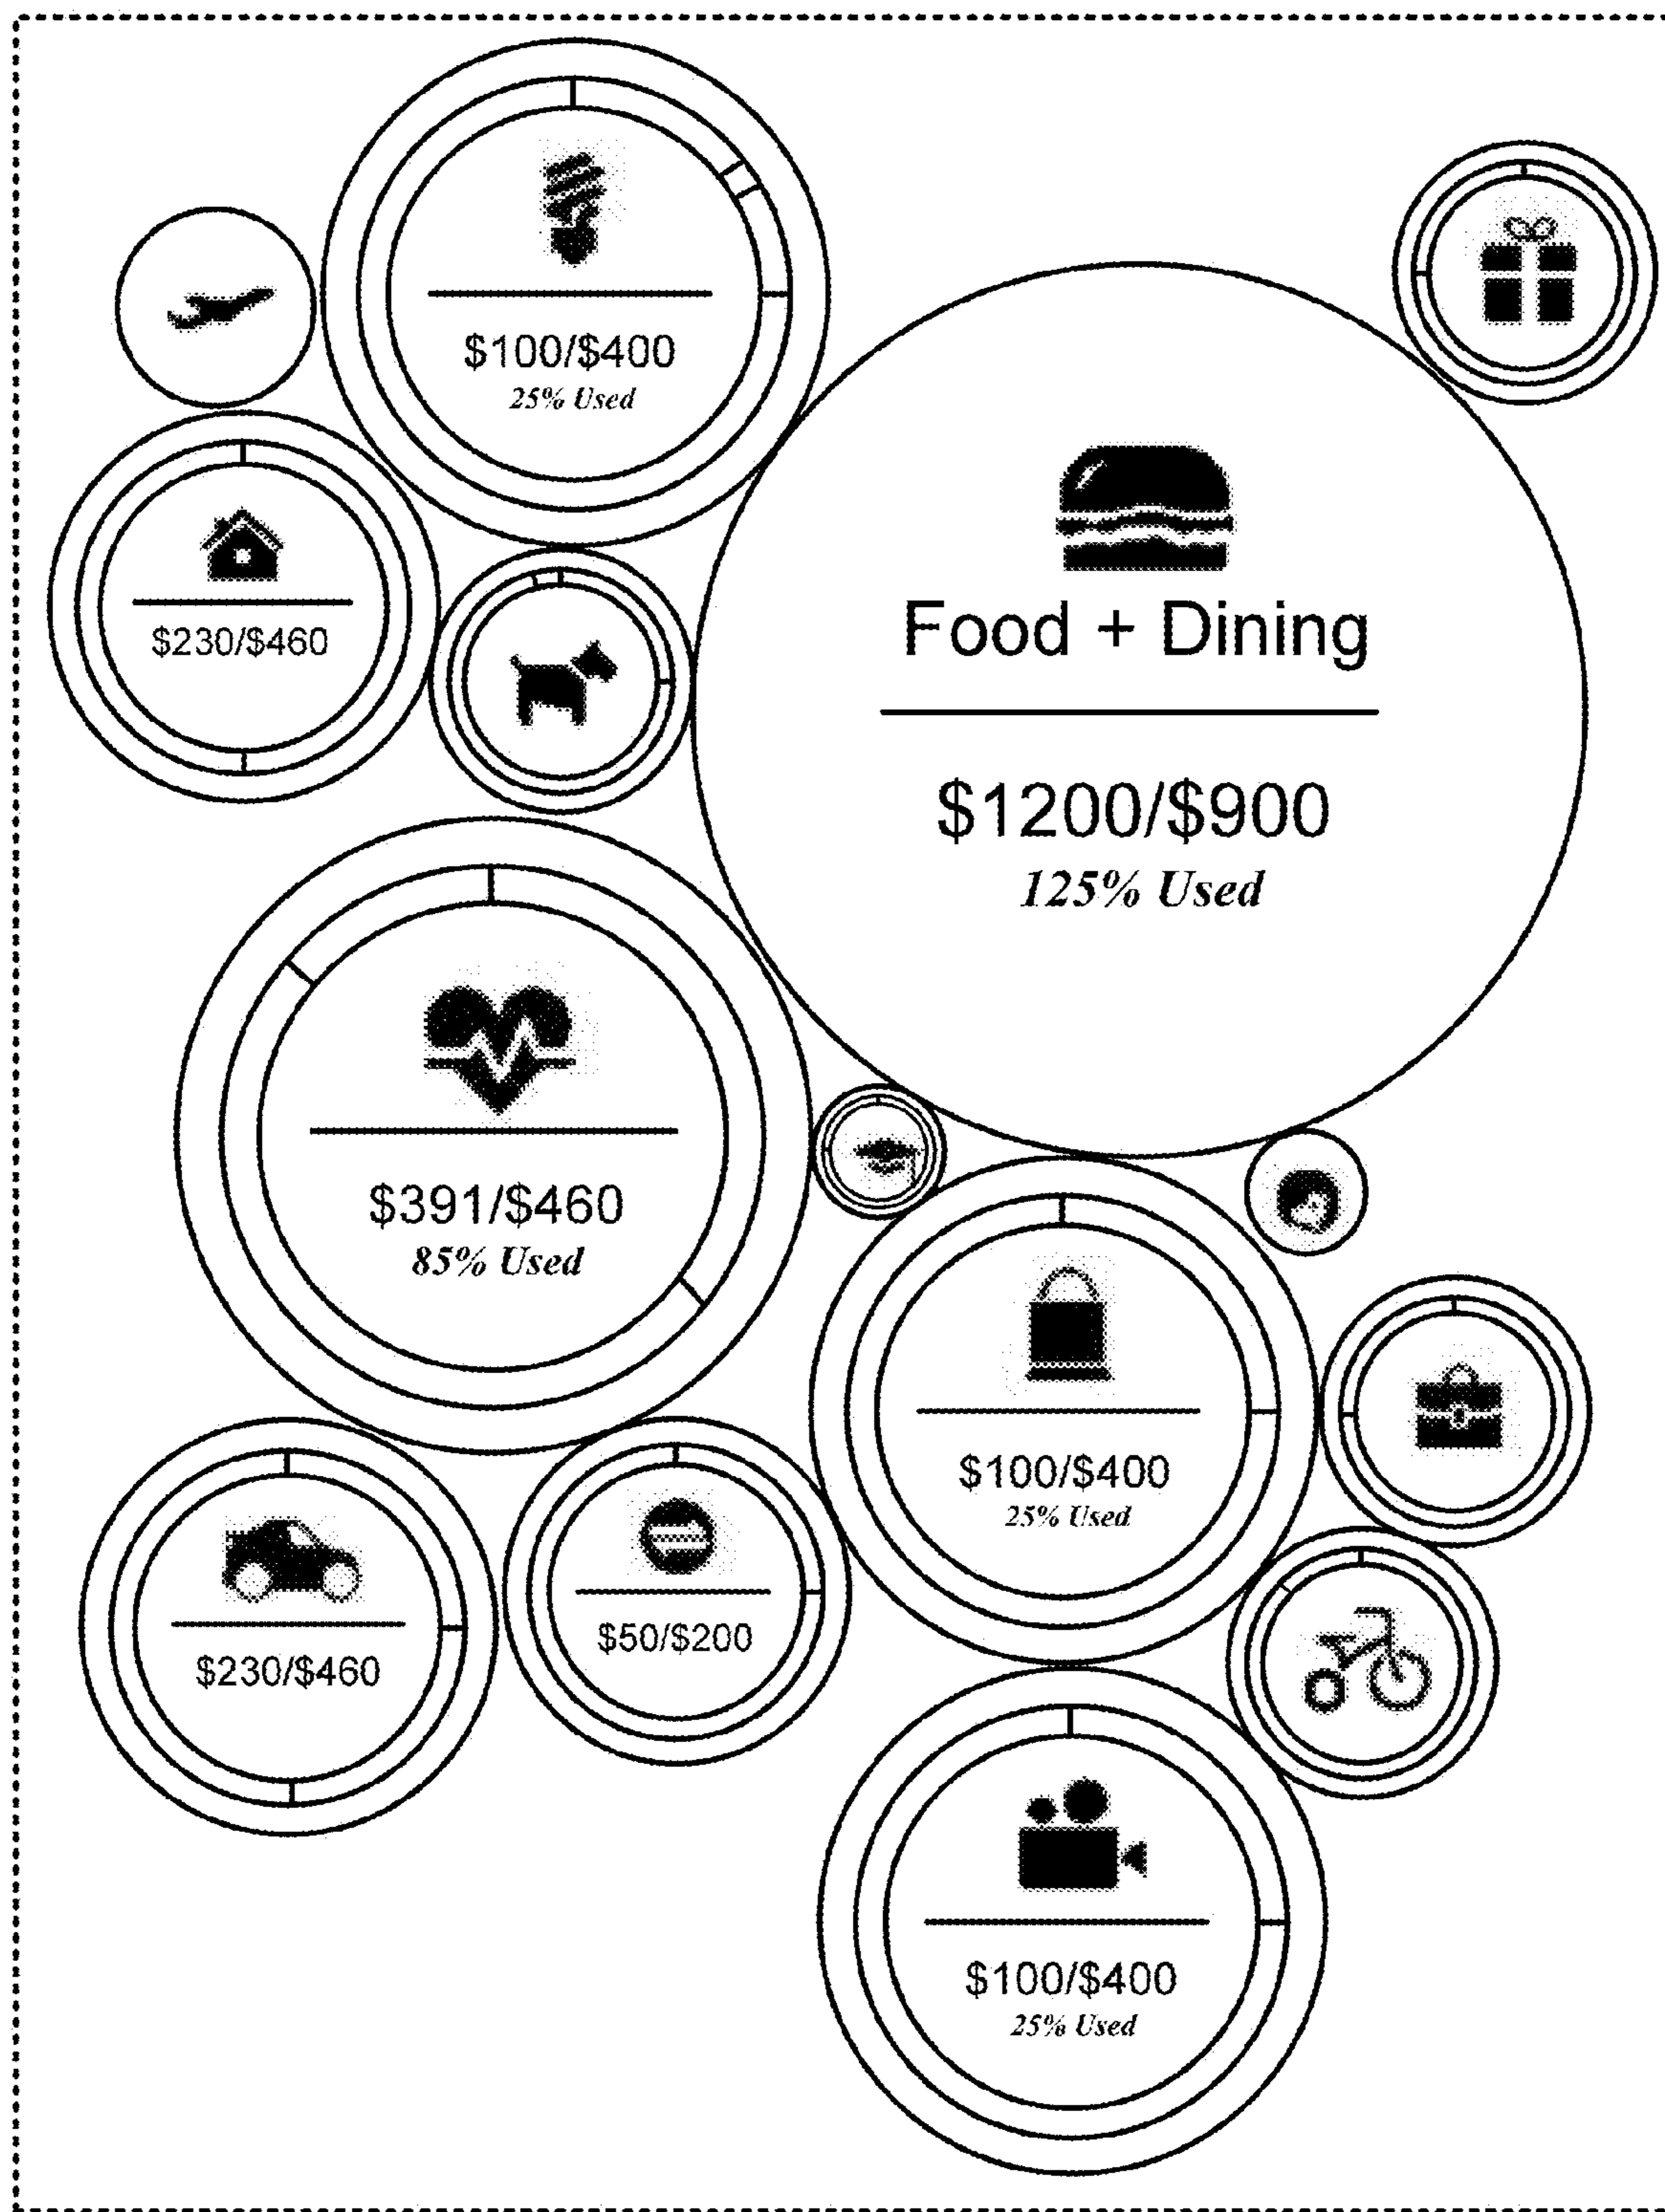 $100/$400
25% Used
$230/$460
Food + Dining
$1200/$900
125% Used
$391/$460
85% Used
$100/$400
25% Used
$230/$460
$50/$200
$100/$400
25% Used